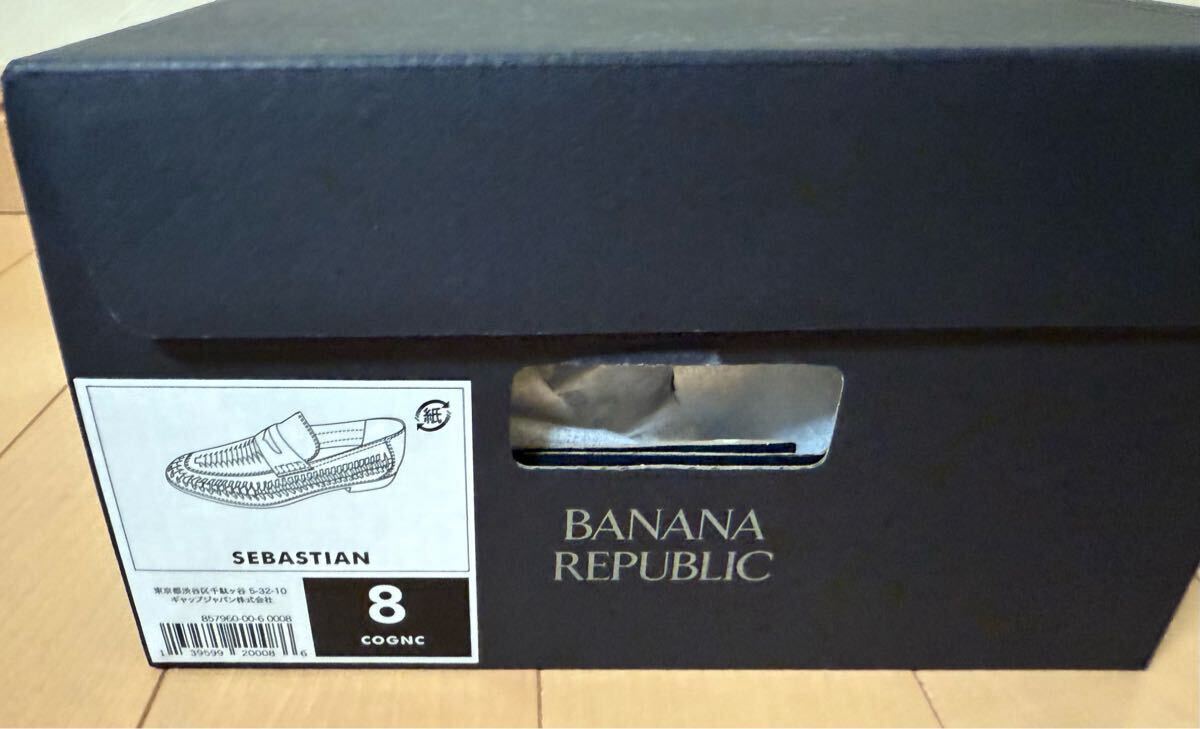 紙
SEBASTIAN
東京都渋谷区千駄ヶ谷 5-32-10
ギャップジャパン株式会社
857960-00-6 0008
1 39599 20008 6
8
COGNC
BANANA
REPUBLIC